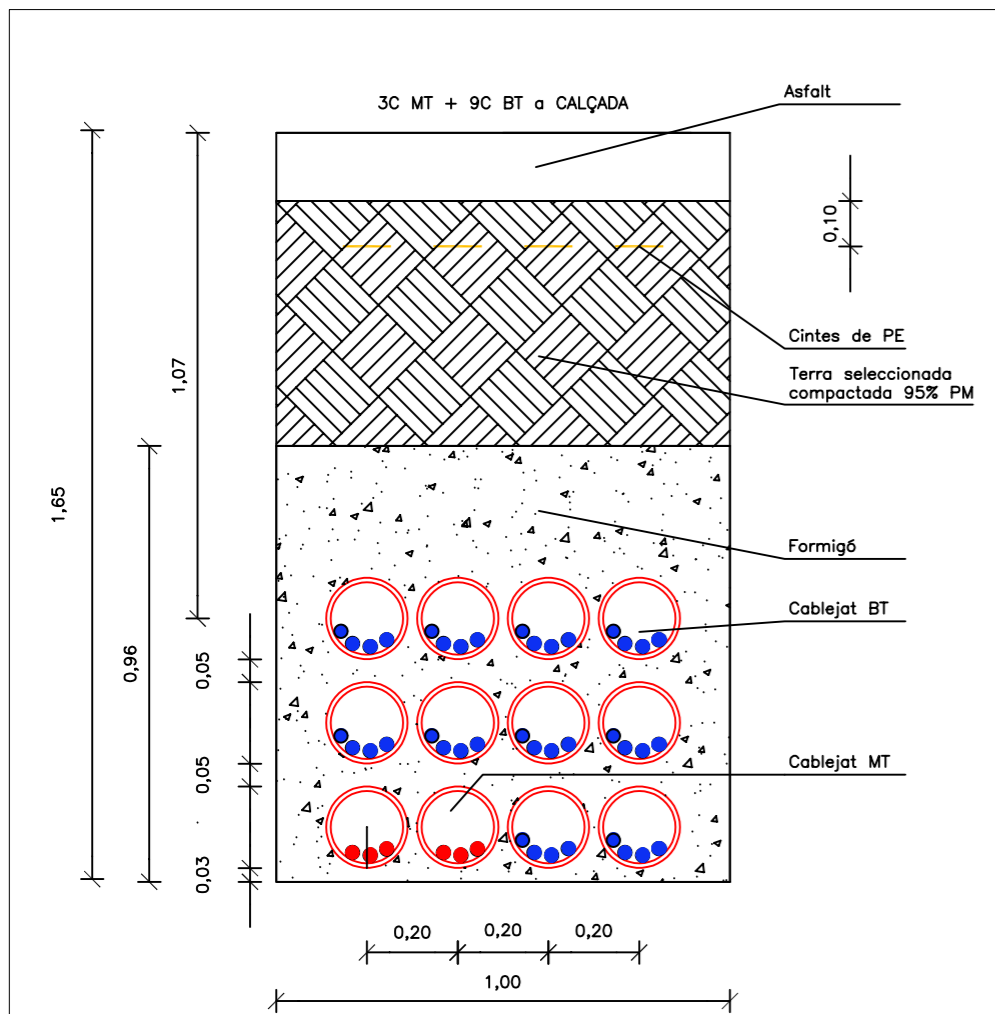 3C MT + 9C BT a CALÇADA
Asfalt
0,10
Cintes de PE
Terra seleccionada
compactada 95% PM
1,07
1,65
0,96
Formigó
Cablejat BT
0,05
0,05
Cablejat MT
0,03
0,20
0,20
0,20
1,00